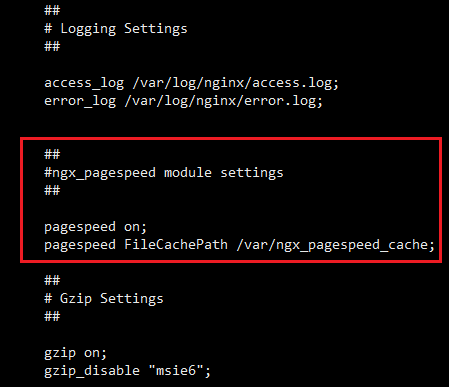 ##
# Logging Settings
##
access_log /var/log/nginx/access.log;
error_log /var/log/nginx/error.log;
##
#ngx_pagespeed module settings
##
pagespeed on;
pagespeed FileCachePath /var/ngx_pagespeed_cache;
##
# Gzip Settings
##
gzip on;
gzip_disable "msie6";